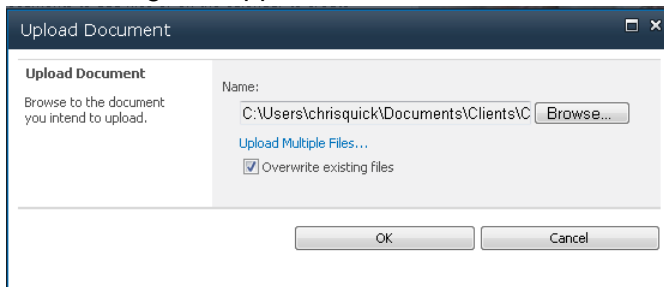 Upload Document
Upload Document
Browse to the document
you intend to upload.
Name:
C:\Users\chrisquick\Documents\Clients\C
Browse...
Upload Multiple Files...
Overwrite existing files
OK
Cancel